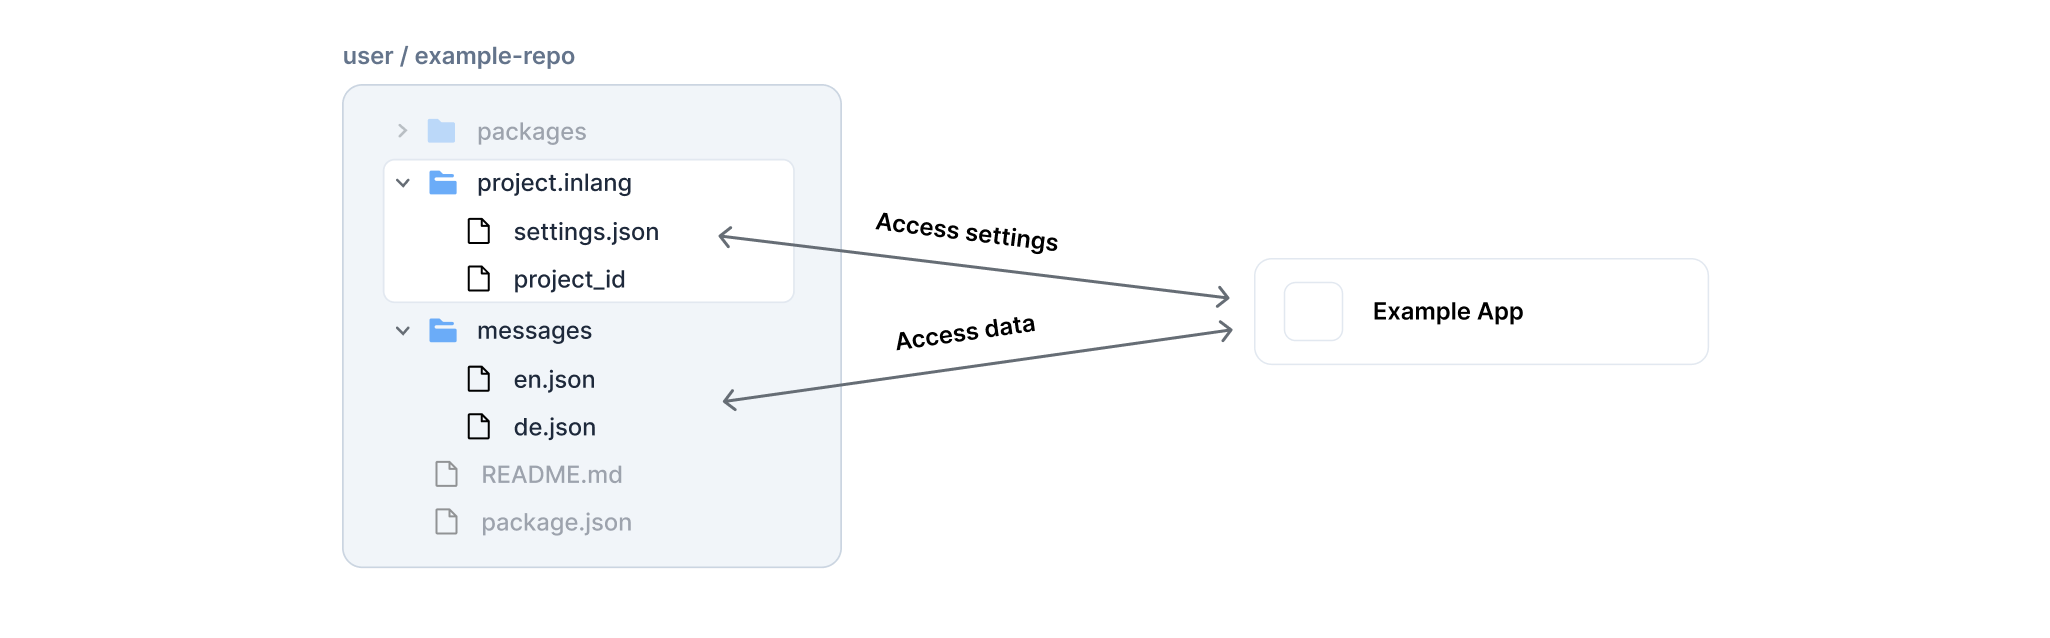 user / example-repo
packages
project.inlang
settings.json
project_id
messages
en.json
de.json
README.md
package.json
Access settings
Access data
Example App